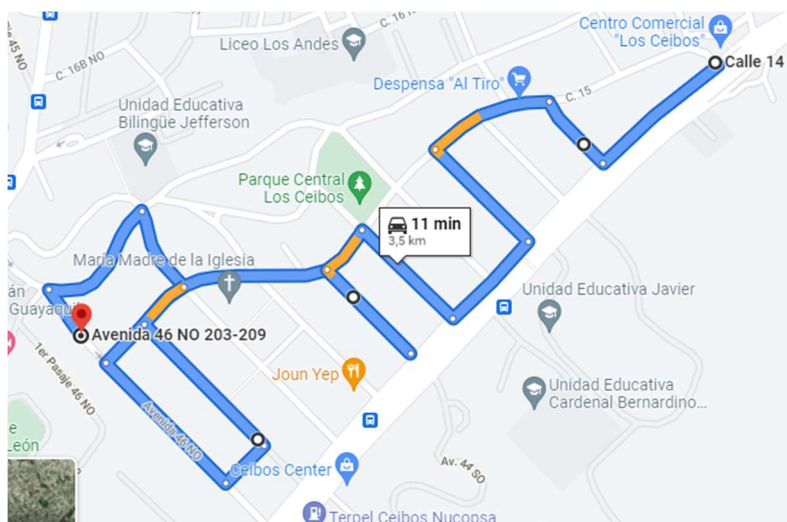 Centro Comercial
"Los Ceibos"
C. 16 N
Liceo Los Andes
45 NO
C. 16B NO
Calle 14
Despensa "Al Tiro"
C. 15
Unidad Educativa
Bilingüe Jefferson
Parque Central
Los Ceibos
11 min
3,5 km
María Madre de la Iglesia
Unidad Educativa Javier
Guayaquil
Avenida 46 NO 203-209
1er Pasaje 46 NO
Joun Yep
Unidad Educativa
Cardenal Bernardino...
Avenida 46 NO
León
Ceibos Center
Av. 44 SO
Terpel Ceibos Nucopsa